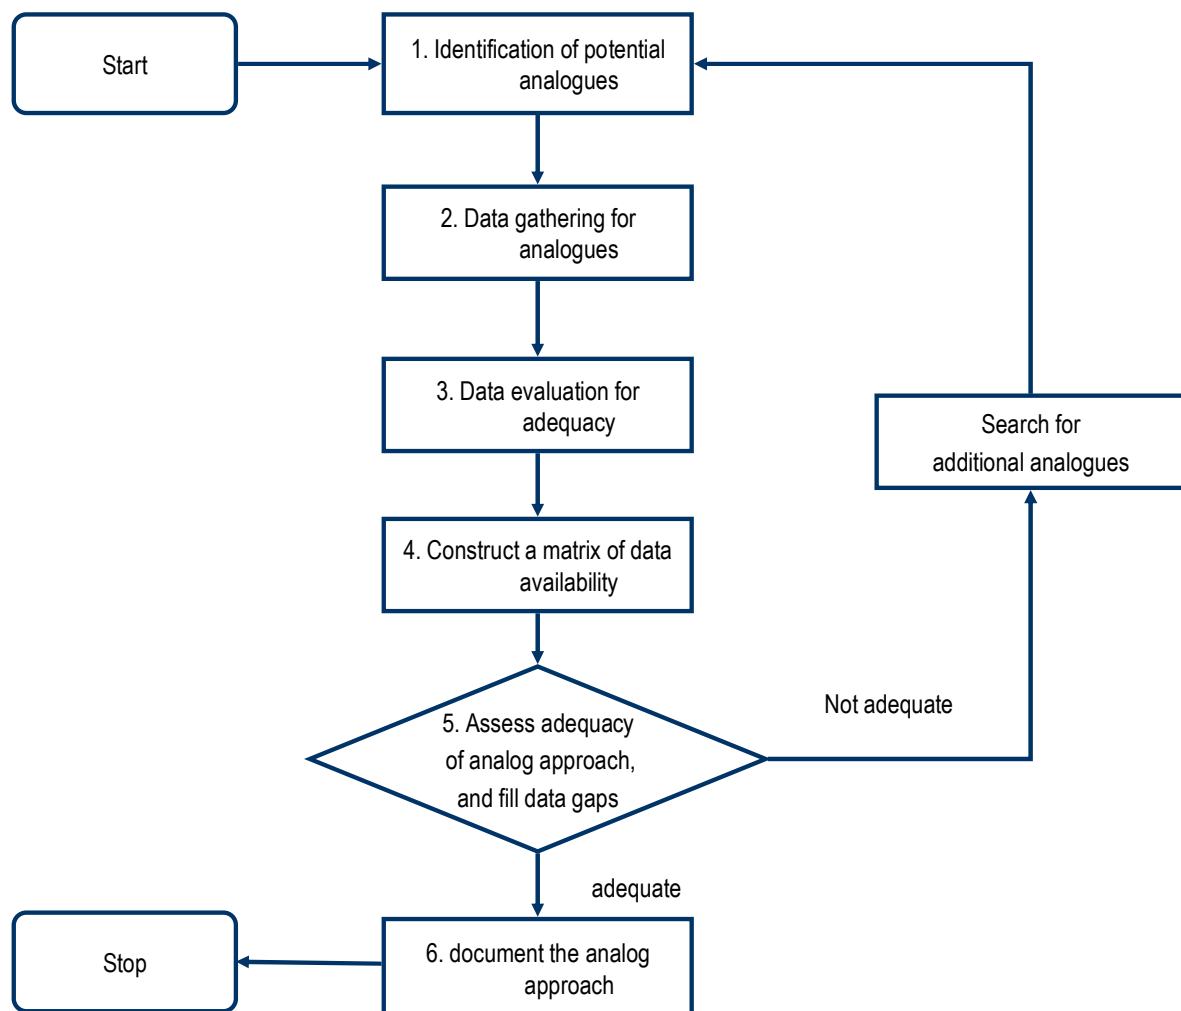 Start
1. Identification of potential
analogues
2. Data gathering for
analogues
3. Data evaluation for
adequacy
Search for
additional analogues
4. Construct a matrix of data
availability
5. Assess adequacy
of analog approach,
and fill data gaps
Not adequate
adequate
6. document the analog
approach
Stop